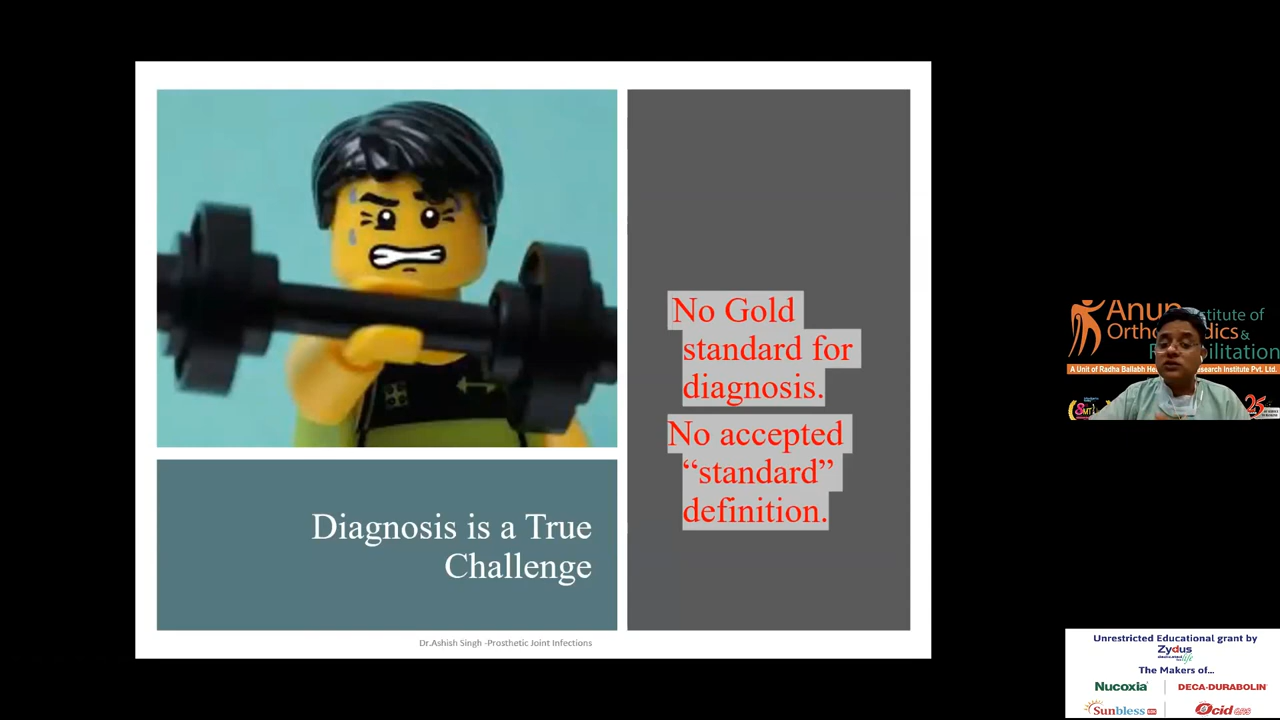 No Gold
standard for
diagnosis.
No accepted
“standard”
definition.
Diagnosis is a True
Challenge
Dr.Ashish Singh -Prosthetic Joint Infections
Anup
Institute of
Rehabilitation
A Unit of Radha Ballabh
Research Institute Pvt. Ltd.
25
Unrestricted Educational grant by
Zydus
The Makers of...
Nucoxia
DECA-DURABOLIN
Sunbless
Ocid